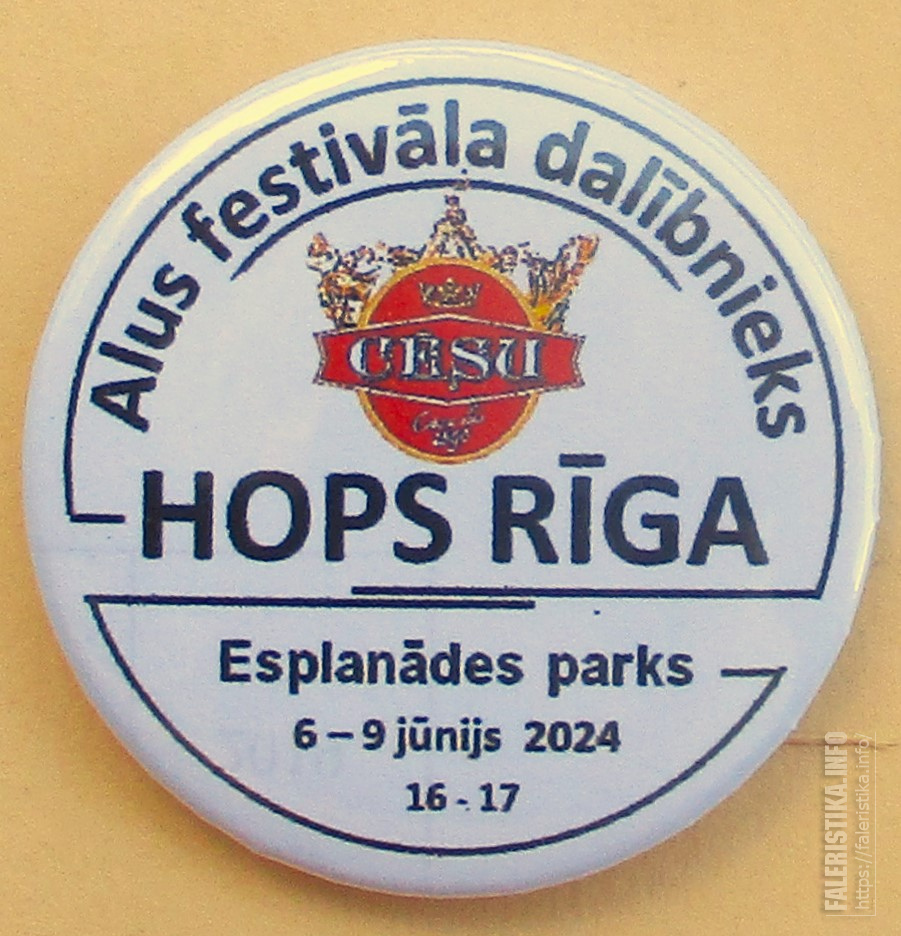 Alus festivāla dalībnieks
CĒSU
HOPS RĪGA
Esplanādes parks
6 – 9 jūnijs 2024
16 - 17
FALERISTIKA.INFO
https://faleristika.info/